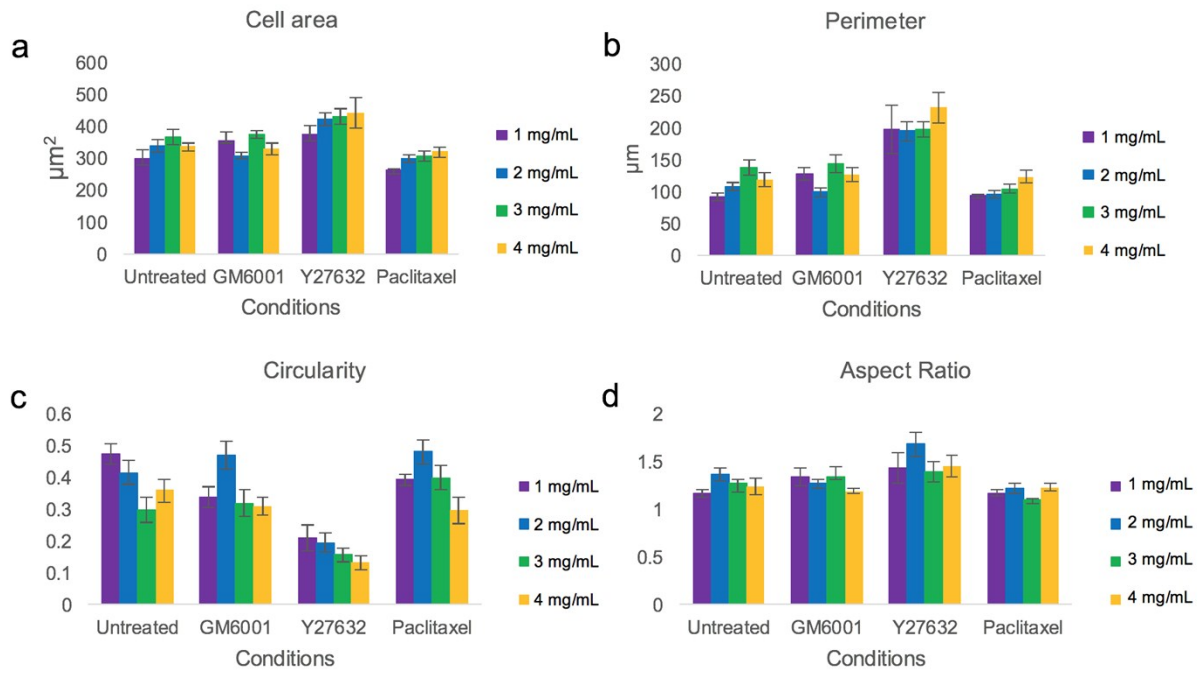 a
Cell area
µm²
600
500
400
300
200
100
0
Untreated GM6001 Y27632 Paclitaxel
Conditions
1 mg/mL
2 mg/mL
3 mg/mL
4 mg/mL
b
Perimeter
µm
300
250
200
150
100
50
0
Untreated GM6001 Y27632 Paclitaxel
Conditions
1 mg/mL
2 mg/mL
3 mg/mL
4 mg/mL
c
Circularity
0.6
0.5
0.4
0.3
0.2
0.1
0
Untreated GM6001 Y27632 Paclitaxel
Conditions
1 mg/mL
2 mg/mL
3 mg/mL
4 mg/mL
d
Aspect Ratio
2
1.5
1
0.5
0
Untreated GM6001 Y27632 Paclitaxel
Conditions
1 mg/mL
2 mg/mL
3 mg/mL
4 mg/mL